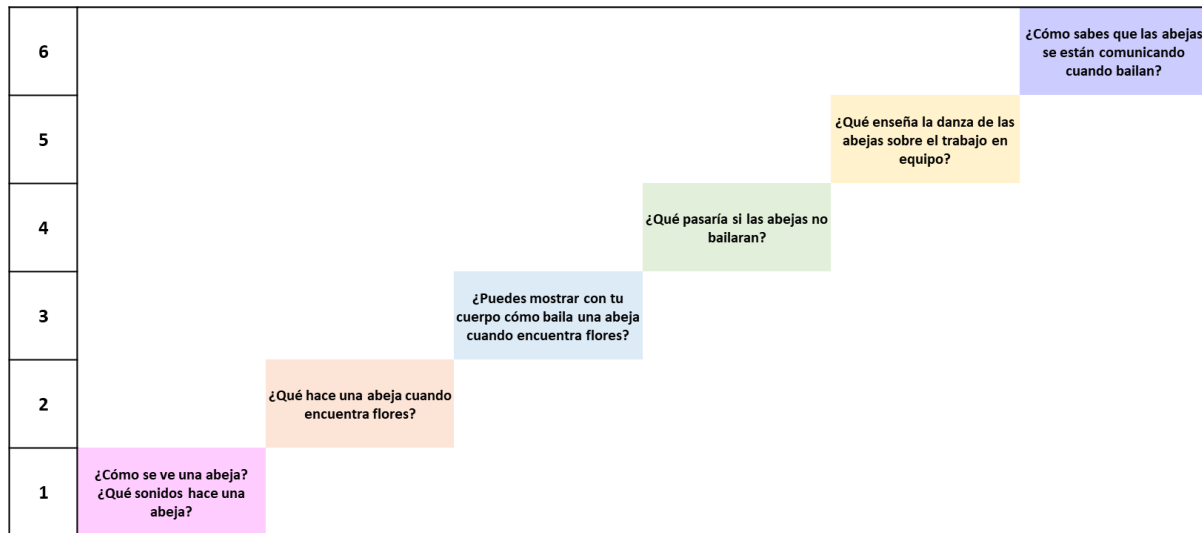 6
¿Cómo sabes que las abejas
se están comunicando
cuando bailan?
5
¿Qué enseña la danza de las
abejas sobre el trabajo en
equipo?
4
¿Qué pasaría si las abejas no
bailaran?
3
¿Puedes mostrar con tu
cuerpo cómo baila una abeja
cuando encuentra flores?
2
¿Qué hace una abeja cuando
encuentra flores?
1
¿Cómo se ve una abeja?
¿Qué sonidos hace una
abeja?